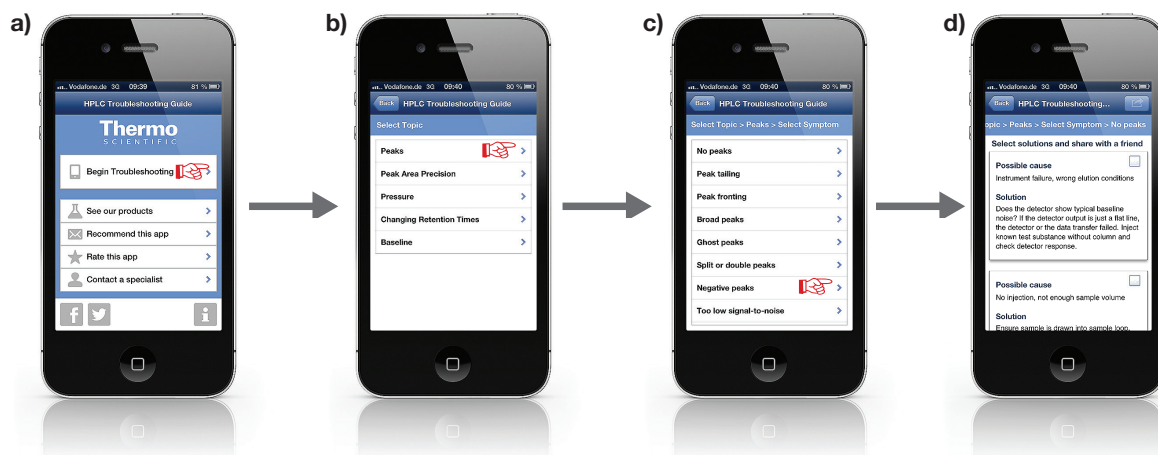 a)
Vodafone.de 3G 09:39 81 %
HPLC Troubleshooting Guide
Thermo
SCIENTIFIC
Begin Troubleshooting
See our products
Recommend this app
Rate this app
Contact a specialist
b)
Vodafone.de 3G 09:40 80 %
Back HPLC Troubleshooting Guide
Select Topic
Peaks
Peak Area Precision
Pressure
Changing Retention Times
Baseline
c)
Vodafone.de 3G 09:40 80 %
Back HPLC Troubleshooting Guide
Select Topic > Peaks > Select Symptom
No peaks
Peak tailing
Peak fronting
Broad peaks
Ghost peaks
Split or double peaks
Negative peaks
Too low signal-to-noise
d)
Vodafone.de 3G 09:40 80 %
Back HPLC Troubleshooting...
opic > Peaks > Select Symptom > No peaks
Select solutions and share with a friend
Possible cause
Instrument failure, wrong elution conditions
Solution
Does the detector show typical baseline
noise? If the detector output is just a flat line,
the detector or the data transfer failed. Inject
known test substance without column and
check detector response.
Possible cause
No injection, not enough sample volume
Solution
Ensure sample is drawn into sample loop.